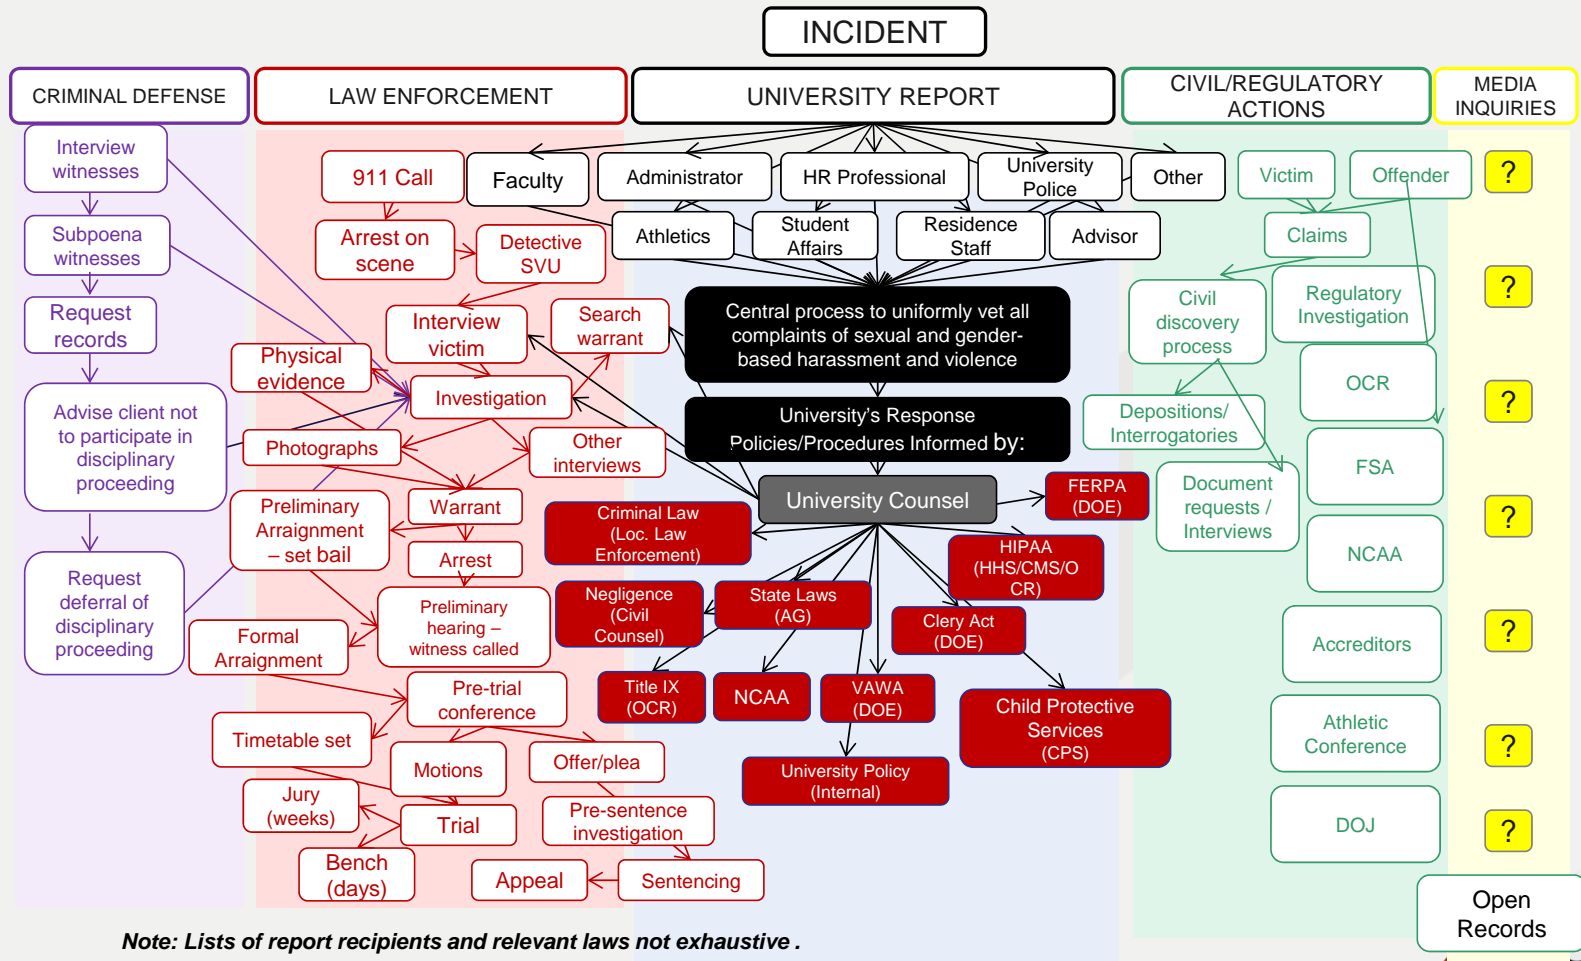 INCIDENT
CRIMINAL DEFENSE
LAW ENFORCEMENT
UNIVERSITY REPORT
CIVIL/REGULATORY
ACTIONS
MEDIA
INQUIRIES
Interview
witnesses
Subpoena
witnesses
Request
records
Advise client not
to participate in
disciplinary
proceeding
Request
deferral of
disciplinary
proceeding
911 Call
Arrest on
scene
Detective
SVU
Interview
victim
Search
warrant
Physical
evidence
Investigation
Photographs
Other
interviews
Warrant
Preliminary
Arraignment
– set bail
Arrest
Preliminary
hearing –
witness called
Formal
Arraignment
Pre-trial
conference
Timetable set
Motions
Offer/plea
Jury
(weeks)
Trial
Pre-sentence
investigation
Bench
(days)
Appeal
Sentencing
Faculty
Administrator
HR Professional
University
Police
Other
Athletics
Student
Affairs
Residence
Staff
Advisor
Central process to uniformly vet all
complaints of sexual and gender-
based harassment and violence
University’s Response
Policies/Procedures Informed by:
University Counsel
FERPA
(DOE)
Criminal Law
(Loc. Law
Enforcement)
HIPAA
(HHS/CMS/O
CR)
Negligence
(Civil
Counsel)
State Laws
(AG)
Clery Act
(DOE)
Title IX
(OCR)
NCAA
VAWA
(DOE)
Child Protective
Services
(CPS)
University Policy
(Internal)
Victim
Offender
Claims
Civil
discovery
process
Regulatory
Investigation
OCR
Depositions/
Interrogatories
FSA
Document
requests /
Interviews
NCAA
Accreditors
Athletic
Conference
DOJ
?
?
?
?
?
?
?
Open
Records
Note: Lists of report recipients and relevant laws not exhaustive .